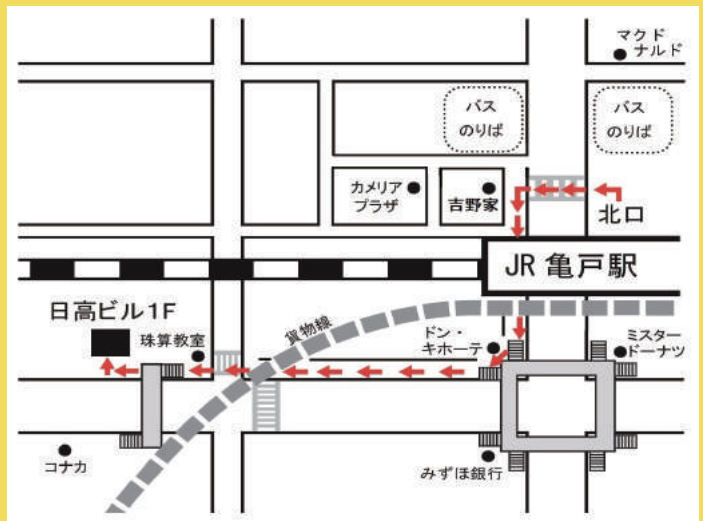 マクド
ナルド
バス
のりば
バス
のりば
カメリア
プラザ
吉野家
北口
JR 亀戸駅
日高ビル1F
珠算教室
貨物線
ドン・
キホーテ
ミスター
ドーナツ
コナカ
みずほ銀行